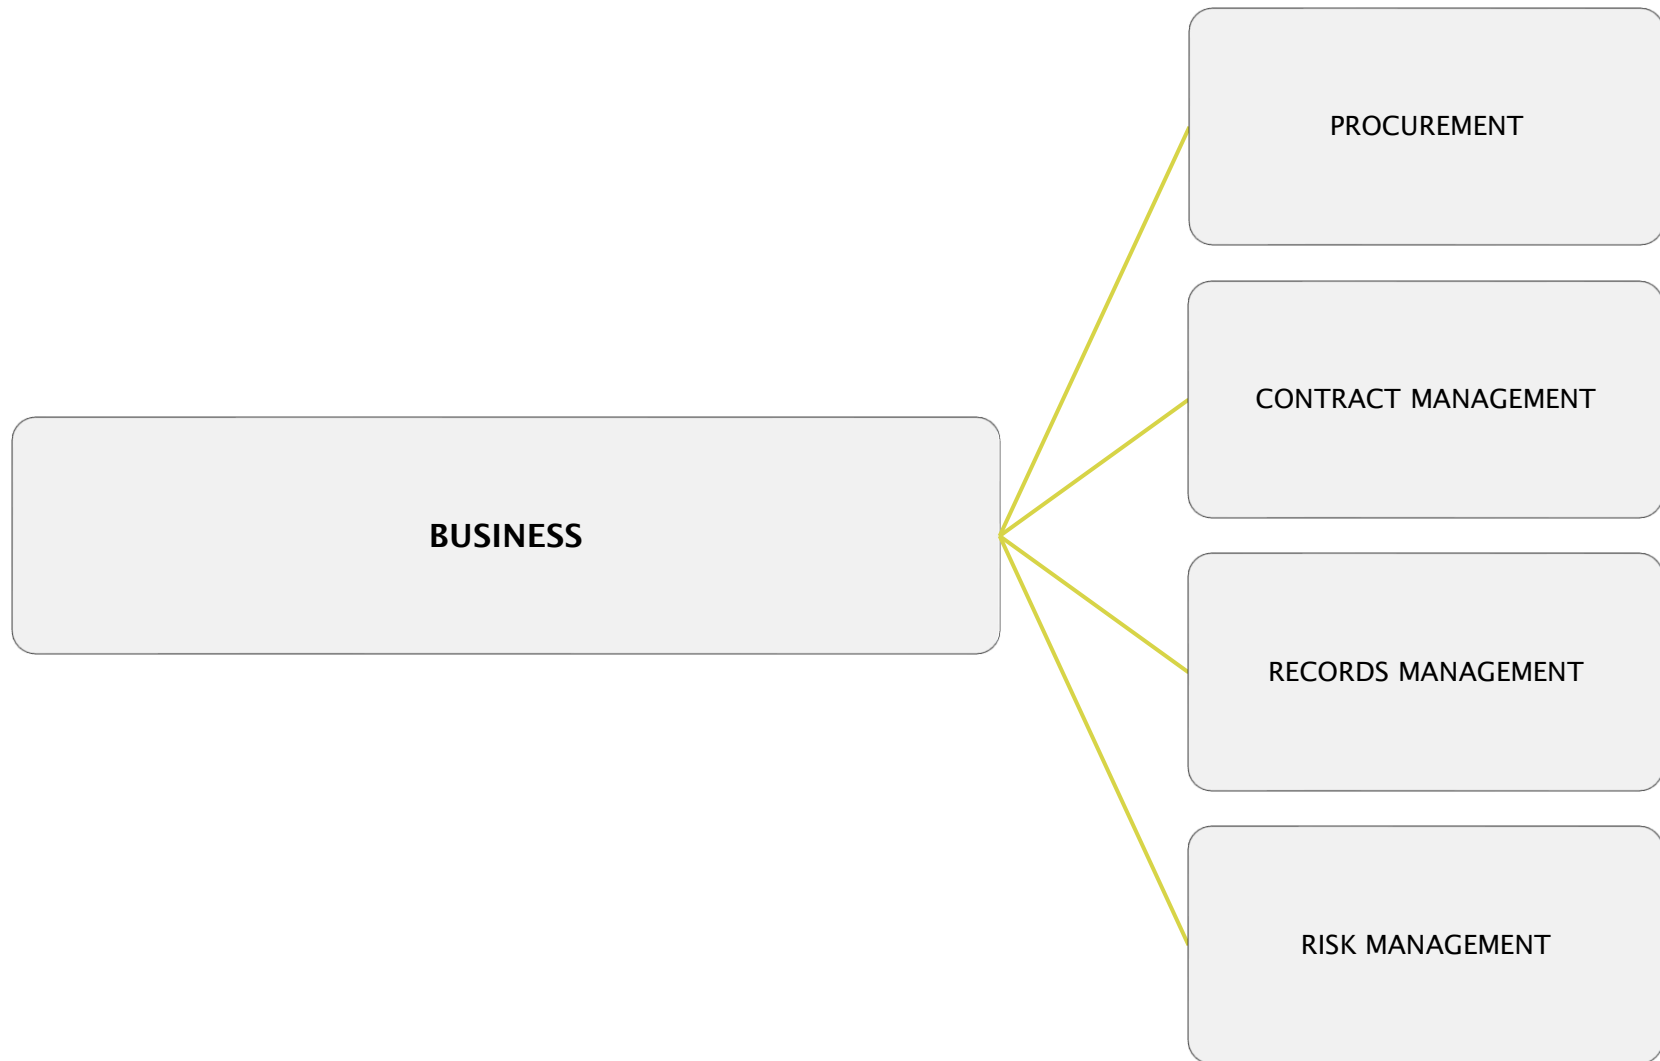 PROCUREMENT
CONTRACT MANAGEMENT
BUSINESS
RECORDS MANAGEMENT
RISK MANAGEMENT